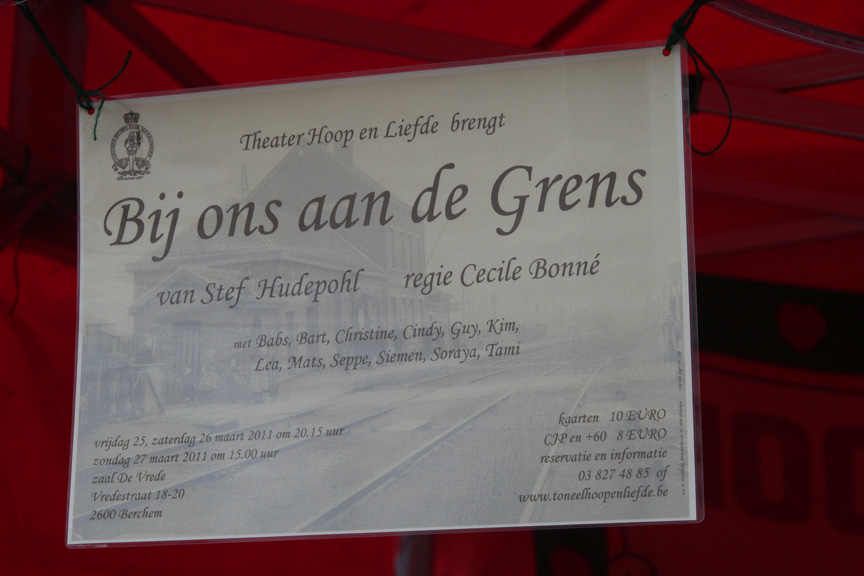 Theater Hoop en Liefde brengt
Bij ons aan de Grens
van Stef Hudepohl regie Cecile Bonné
met Babs, Bart, Christine, Cindy, Guy, Kim,
Lea, Mats, Seppe, Siemen, Soraya, Tami
vrijdag 25, zaterdag 26 maart 2011 om 20.15 uur
zondag 27 maart 2011 om 15.00 uur
zaal De Vrede
Vredestraat 18-20
2600 Berchem
kaarten 10 EURO
CJP en +60 8 EURO
reservatie en informatie
03 827 48 85 of
www.toneelhoopenliefde.be